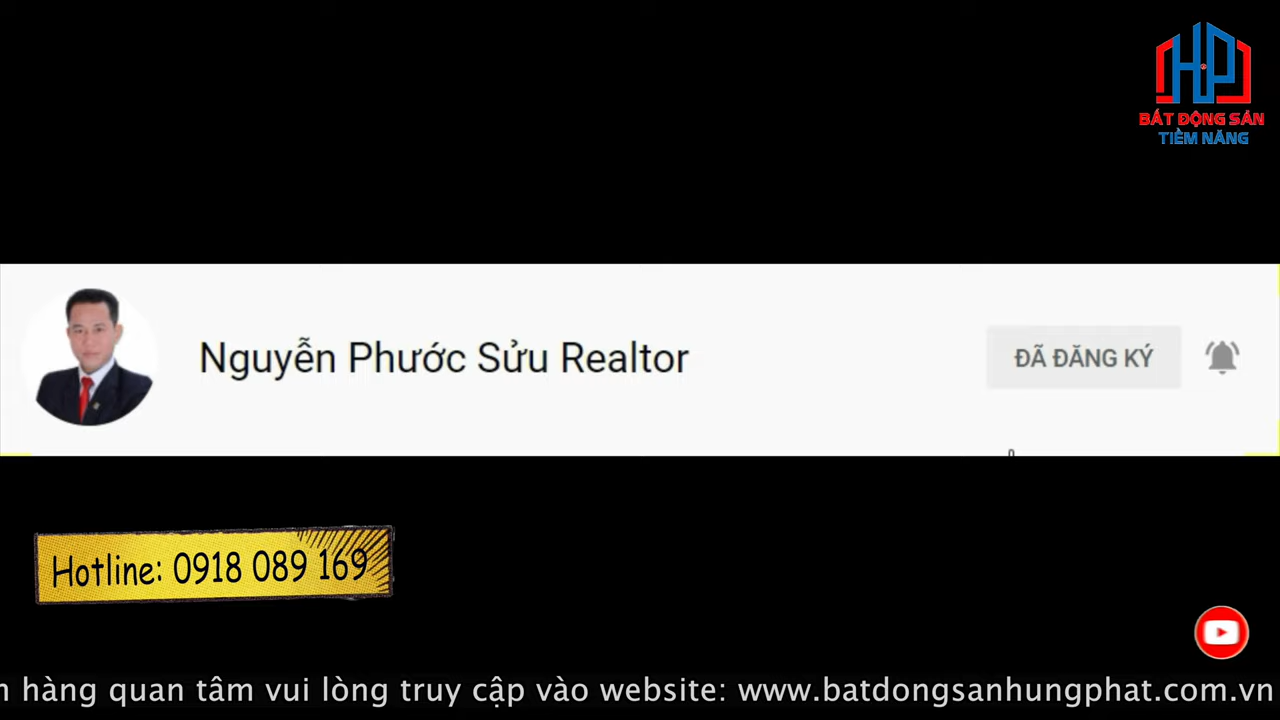 BẤT ĐỘNG SẢN
TIỀM NĂNG
Nguyễn Phước Sửu Realtor
ĐÃ ĐĂNG KÝ
Hotline: 0918 089 169
hàng quan tâm vui lòng truy cập vào website: www.batdongsanhungphat.com.vn